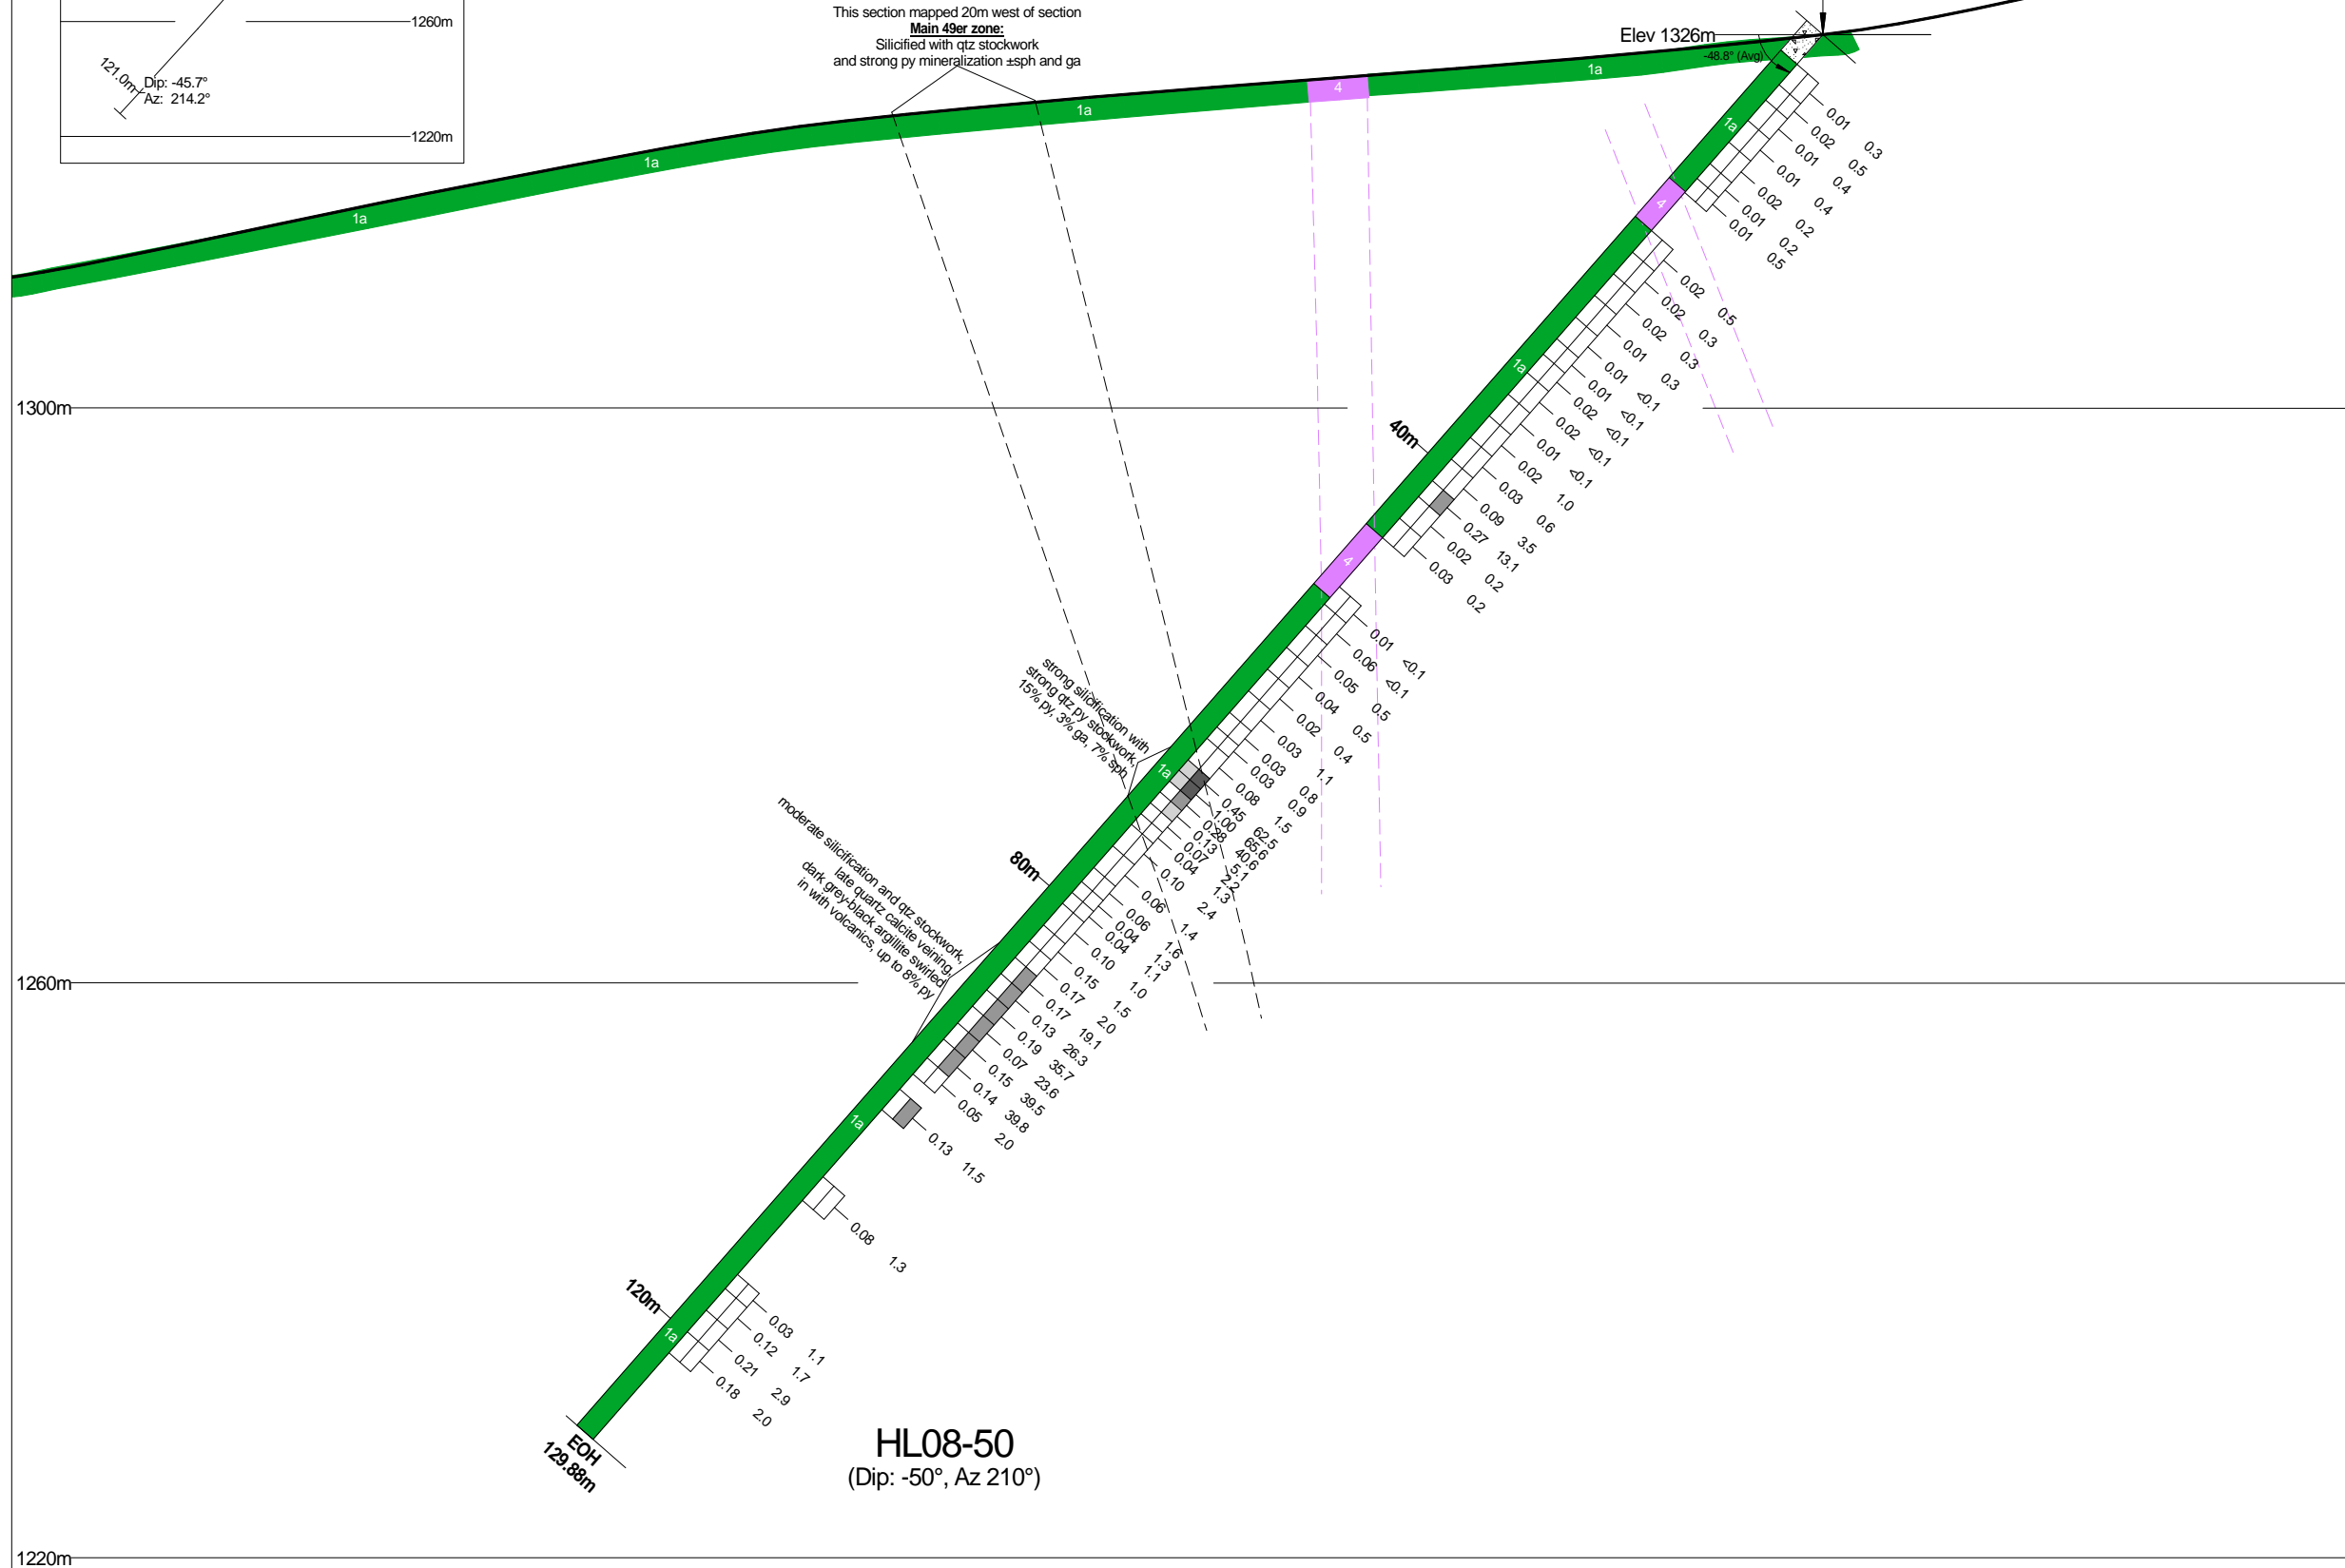 1260m
121.0m
Dip: -45.7°
Az: 214.2°
1220m
This section mapped 20m west of section
Main 49er zone:
Silicified with qtz stockwork
and strong py mineralization ±sph and ga
Elev 1326m
-48.8° (Avg)
1a
1a
1a
4
1a
1a
4
1a
4
1a
1a
1a
0.01 0.3
0.02 0.5
0.01 0.4
0.01 0.4
0.02 0.2
0.01 0.2
0.01 0.5
0.02 0.5
0.02 0.3
0.02 0.3
0.01 0.3
0.01 <0.1
0.01 <0.1
0.02 <0.1
0.02 <0.1
0.01 <0.1
0.02 1.0
0.03 0.6
0.09 3.5
0.27 13.1
0.02 0.2
0.03 0.2
1300m
40m
0.01 <0.1
0.06 <0.1
0.05 0.5
0.04 0.5
0.02 0.4
0.03 1.1
0.03 0.8
0.03 0.9
0.08 1.5
0.45 62.5
1.00 65.6
0.28 40.6
0.13 5.1
0.07 2.2
0.04 1.3
0.10 2.4
0.06 1.4
0.06 1.6
0.04 1.3
0.04 1.1
0.10 1.0
0.15 1.5
0.17 2.0
0.17 19.1
0.13 26.3
0.19 35.7
0.07 23.6
0.15 39.5
0.14 39.8
0.05 2.0
0.13 11.5
0.08 1.3
0.03 1.1
0.12 1.7
0.21 2.9
0.18 2.0
strong silicification with
strong qtz py stockwork,
15% py, 3% ga, 7% sph
80m
moderate silicification and qtz stockwork,
late quartz calcite veining,
dark grey-black argillite swirled
in with volcanics, up to 8% py
1260m
120m
EOH
129.88m
HL08-50
(Dip: -50°, Az 210°)
1220m